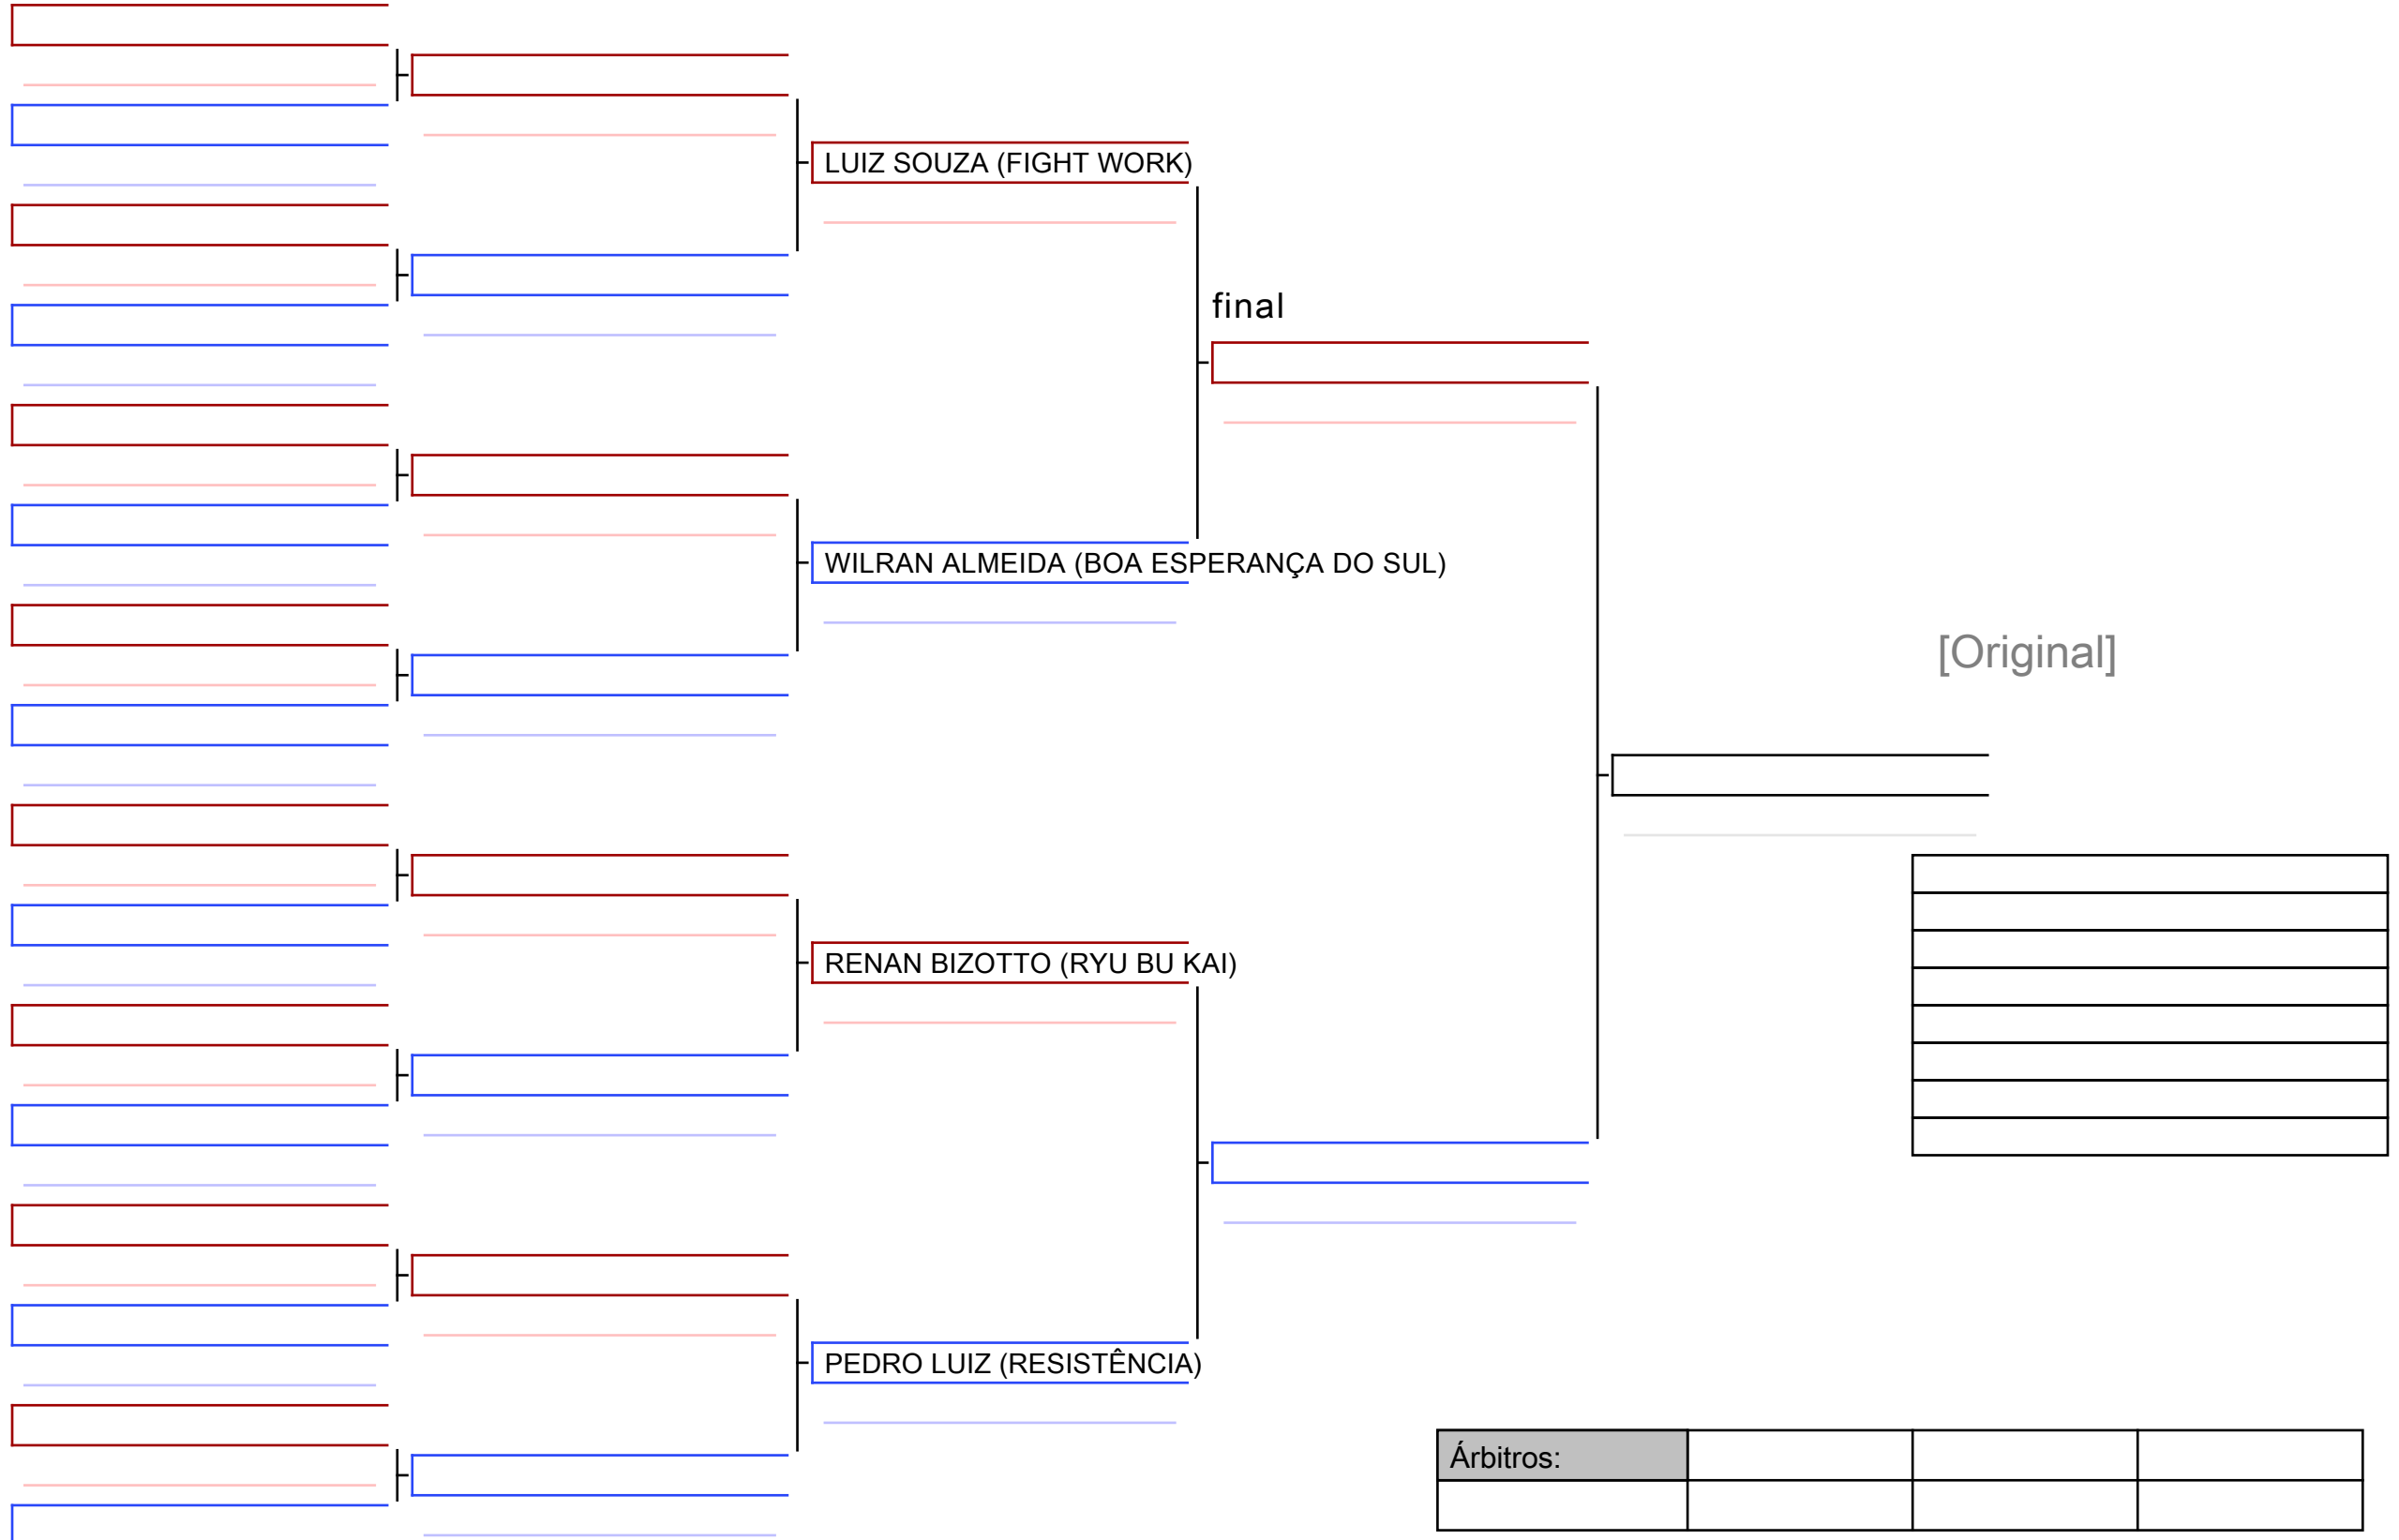 LUIZ SOUZA (FIGHT WORK)
final
WILRAN ALMEIDA (BOA ESPERANÇA DO SUL)
[Original]
RENAN BIZOTTO (RYU BU KAI)
PEDRO LUIZ (RESISTÊNCIA)
Árbitros: